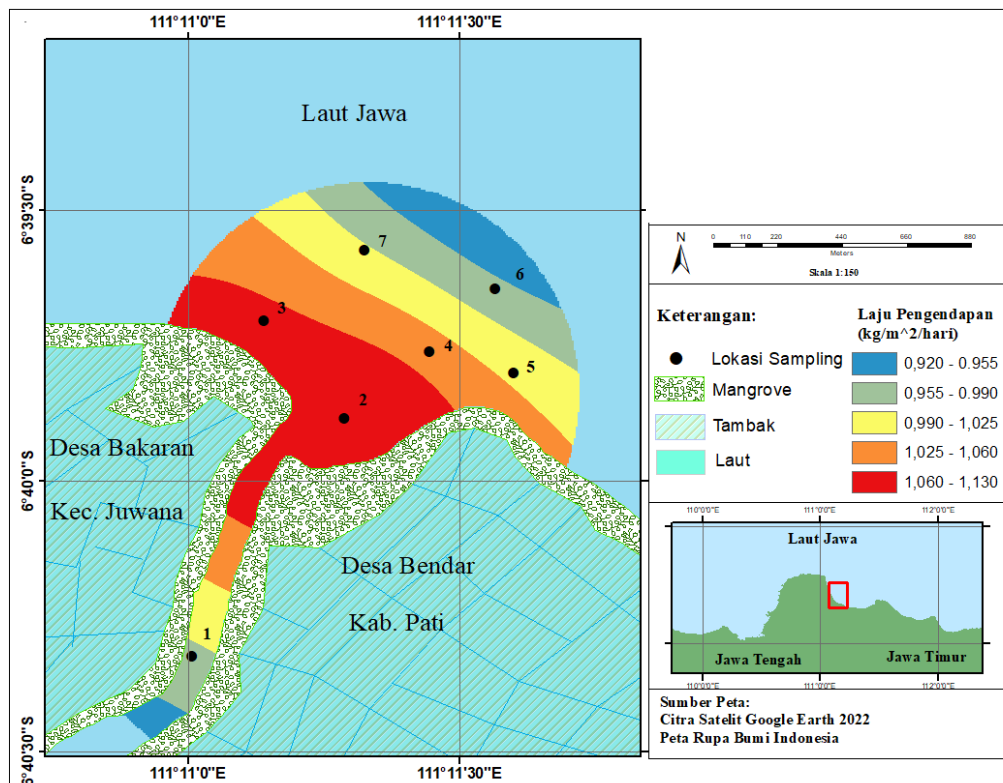 111°11'0"E
111°11'30"E
Laut Jawa
6°39'30"S
7
6
3
4
5
2
Desa Bakaran
6°40'0"S
Kec. Juwana
Desa Bendar
1
Kab. Pati
6°40'30"S
111°11'0"E
111°11'30"E
N
0 110 220 440 660 880
Meters
Skala 1:150
Keterangan:
Lokasi Sampling
Mangrove
Tambak
Laut
Laju Pengendapan
(kg/m^2/hari)
0,920 - 0.955
0,955 - 0.990
0,990 - 1,025
1,025 - 1,060
1,060 - 1,130
110°0'0"E 111°0'0"E 112°0'0"E
Laut Jawa
Jawa Tengah
Jawa Timur
110°0'0"E 111°0'0"E 112°0'0"E
Sumber Peta:
Citra Satelit Google Earth 2022
Peta Rupa Bumi Indonesia